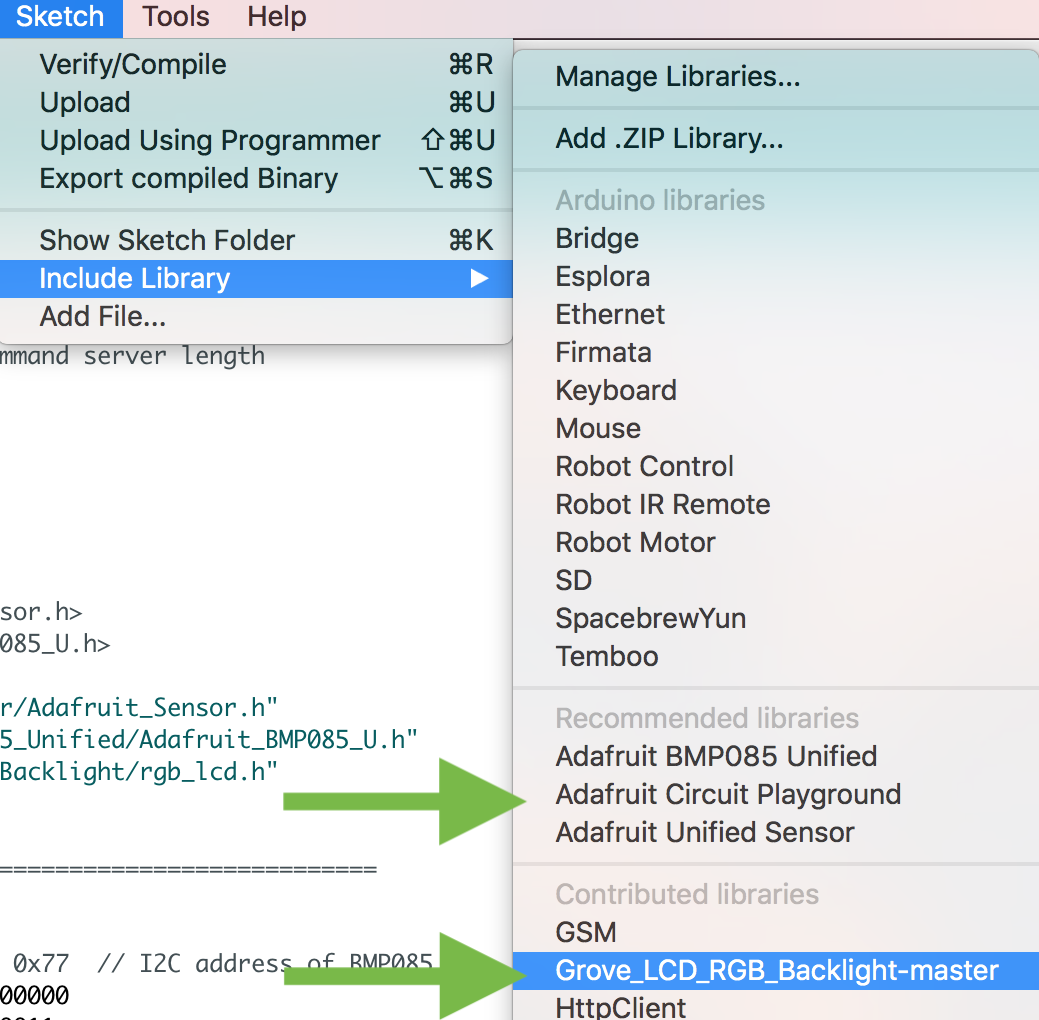 Sketch Tools Help
Verify/Compile ⌘R
Upload ⌘U
Upload Using Programmer ⇧⌘U
Export compiled Binary ⌥⌘S
Show Sketch Folder ⌘K
Include Library ▶
Add File...
mmand server length
sor.h>
085_U.h>
r/Adafruit_Sensor.h"
5_Unified/Adafruit_BMP085_U.h"
Backlight/rgb_lcd.h"
===========================
0x77 // I2C address of BMP085
00000
Manage Libraries...
Add .ZIP Library...
Arduino libraries
Bridge
Esplora
Ethernet
Firmata
Keyboard
Mouse
Robot Control
Robot IR Remote
Robot Motor
SD
SpacebrewYun
Temboo
Recommended libraries
Adafruit BMP085 Unified
Adafruit Circuit Playground
Adafruit Unified Sensor
Contributed libraries
GSM
Grove_LCD_RGB_Backlight-master
HttpClient